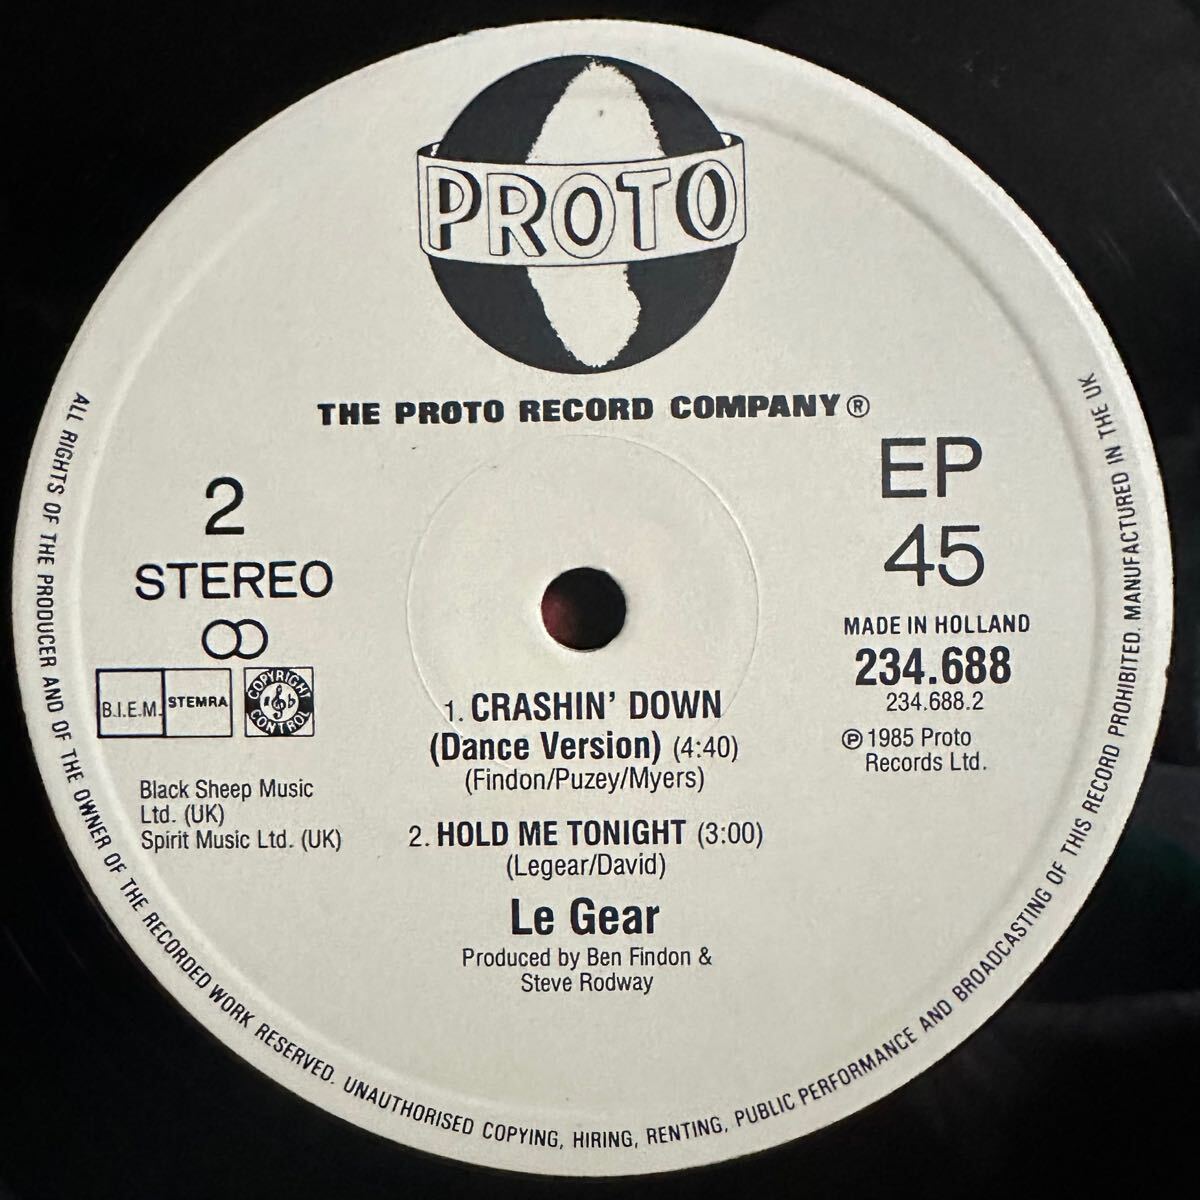 PROTO
THE PROTO RECORD COMPANY®
2
STEREO
B.I.E.M.
STEMRA
COPYRIGHT
CONTROL
Black Sheep Music
Ltd. (UK)
Spirit Music Ltd. (UK)
EP
45
MADE IN HOLLAND
234.688
234.688.2
℗ 1985 Proto
Records Ltd.
1. CRASHIN' DOWN
(Dance Version) (4:40)
(Findon/Puzey/Myers)
2. HOLD ME TONIGHT (3:00)
(Legear/David)
Le Gear
Produced by Ben Findon &
Steve Rodway
ALL RIGHTS OF THE PRODUCER AND OF THE OWNER OF THE RECORDED WORK RESERVED. UNAUTHORISED COPYING, HIRING, RENTING, PUBLIC PERFORMANCE AND BROADCASTING OF THIS RECORD PROHIBITED. MANUFACTURED IN THE UK